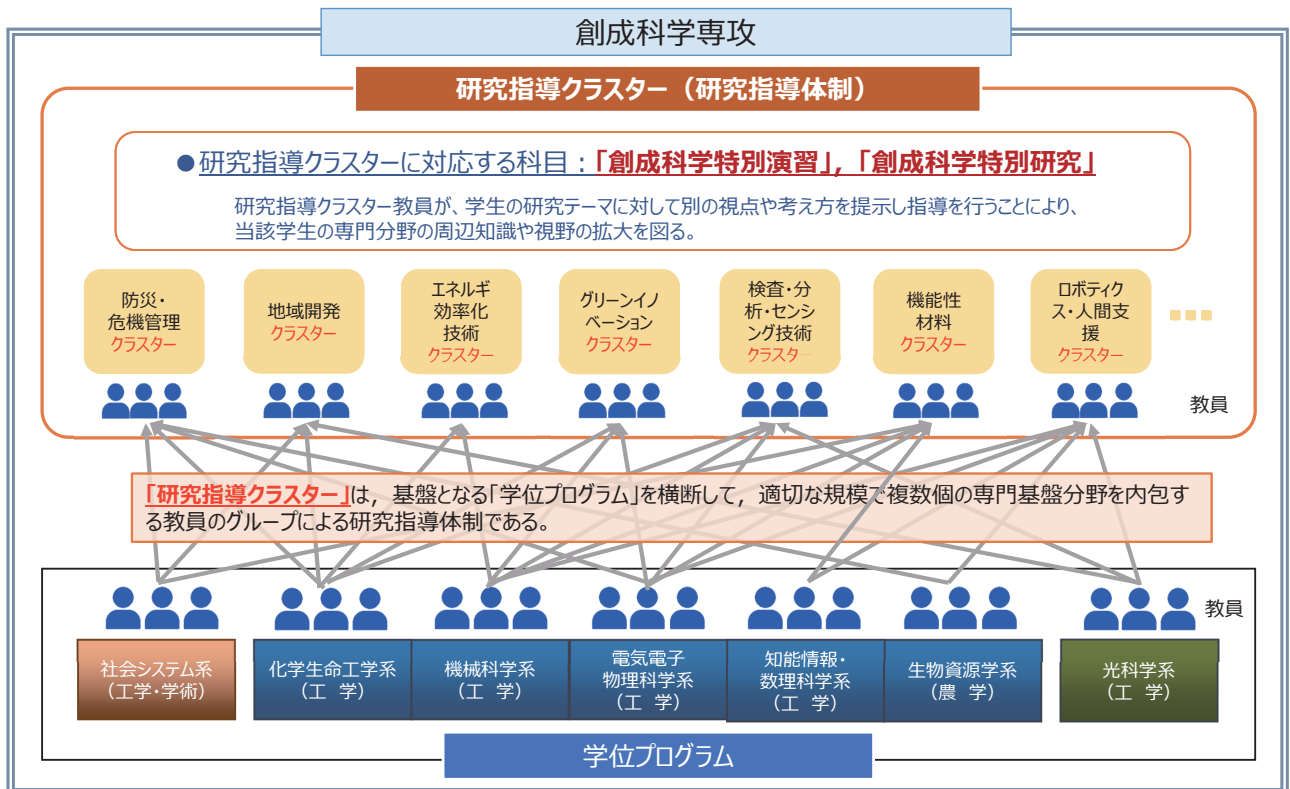 創成科学専攻
研究指導クラスター（研究指導体制）
●研究指導クラスターに対応する科目：「創成科学特別演習」，「創成科学特別研究」
研究指導クラスター教員が、学生の研究テーマに対して別の視点や考え方を提示し指導を行うことにより、
当該学生の専門分野の周辺知識や視野の拡大を図る。
防災・
危機管理
クラスター
地域開発
クラスター
エネルギ
効率化
技術
クラスター
グリーンイノ
ベーション
クラスター
検査・分
析・センシ
ング技術
クラスター
機能性
材料
クラスター
ロボティク
ス・人間支
援
クラスター
教員
「研究指導クラスター」は，基盤となる「学位プログラム」を横断して，適切な規模で複数個の専門基盤分野を内包す
る教員のグループによる研究指導体制である。
教員
社会システム系
（工学・学術）
化学生命工学系
（工　学）
機械科学系
（工　学）
電気電子
物理科学系
（工　学）
知能情報・
数理科学系
（工　学）
生物資源学系
（農　学）
光科学系
（工　学）
学位プログラム